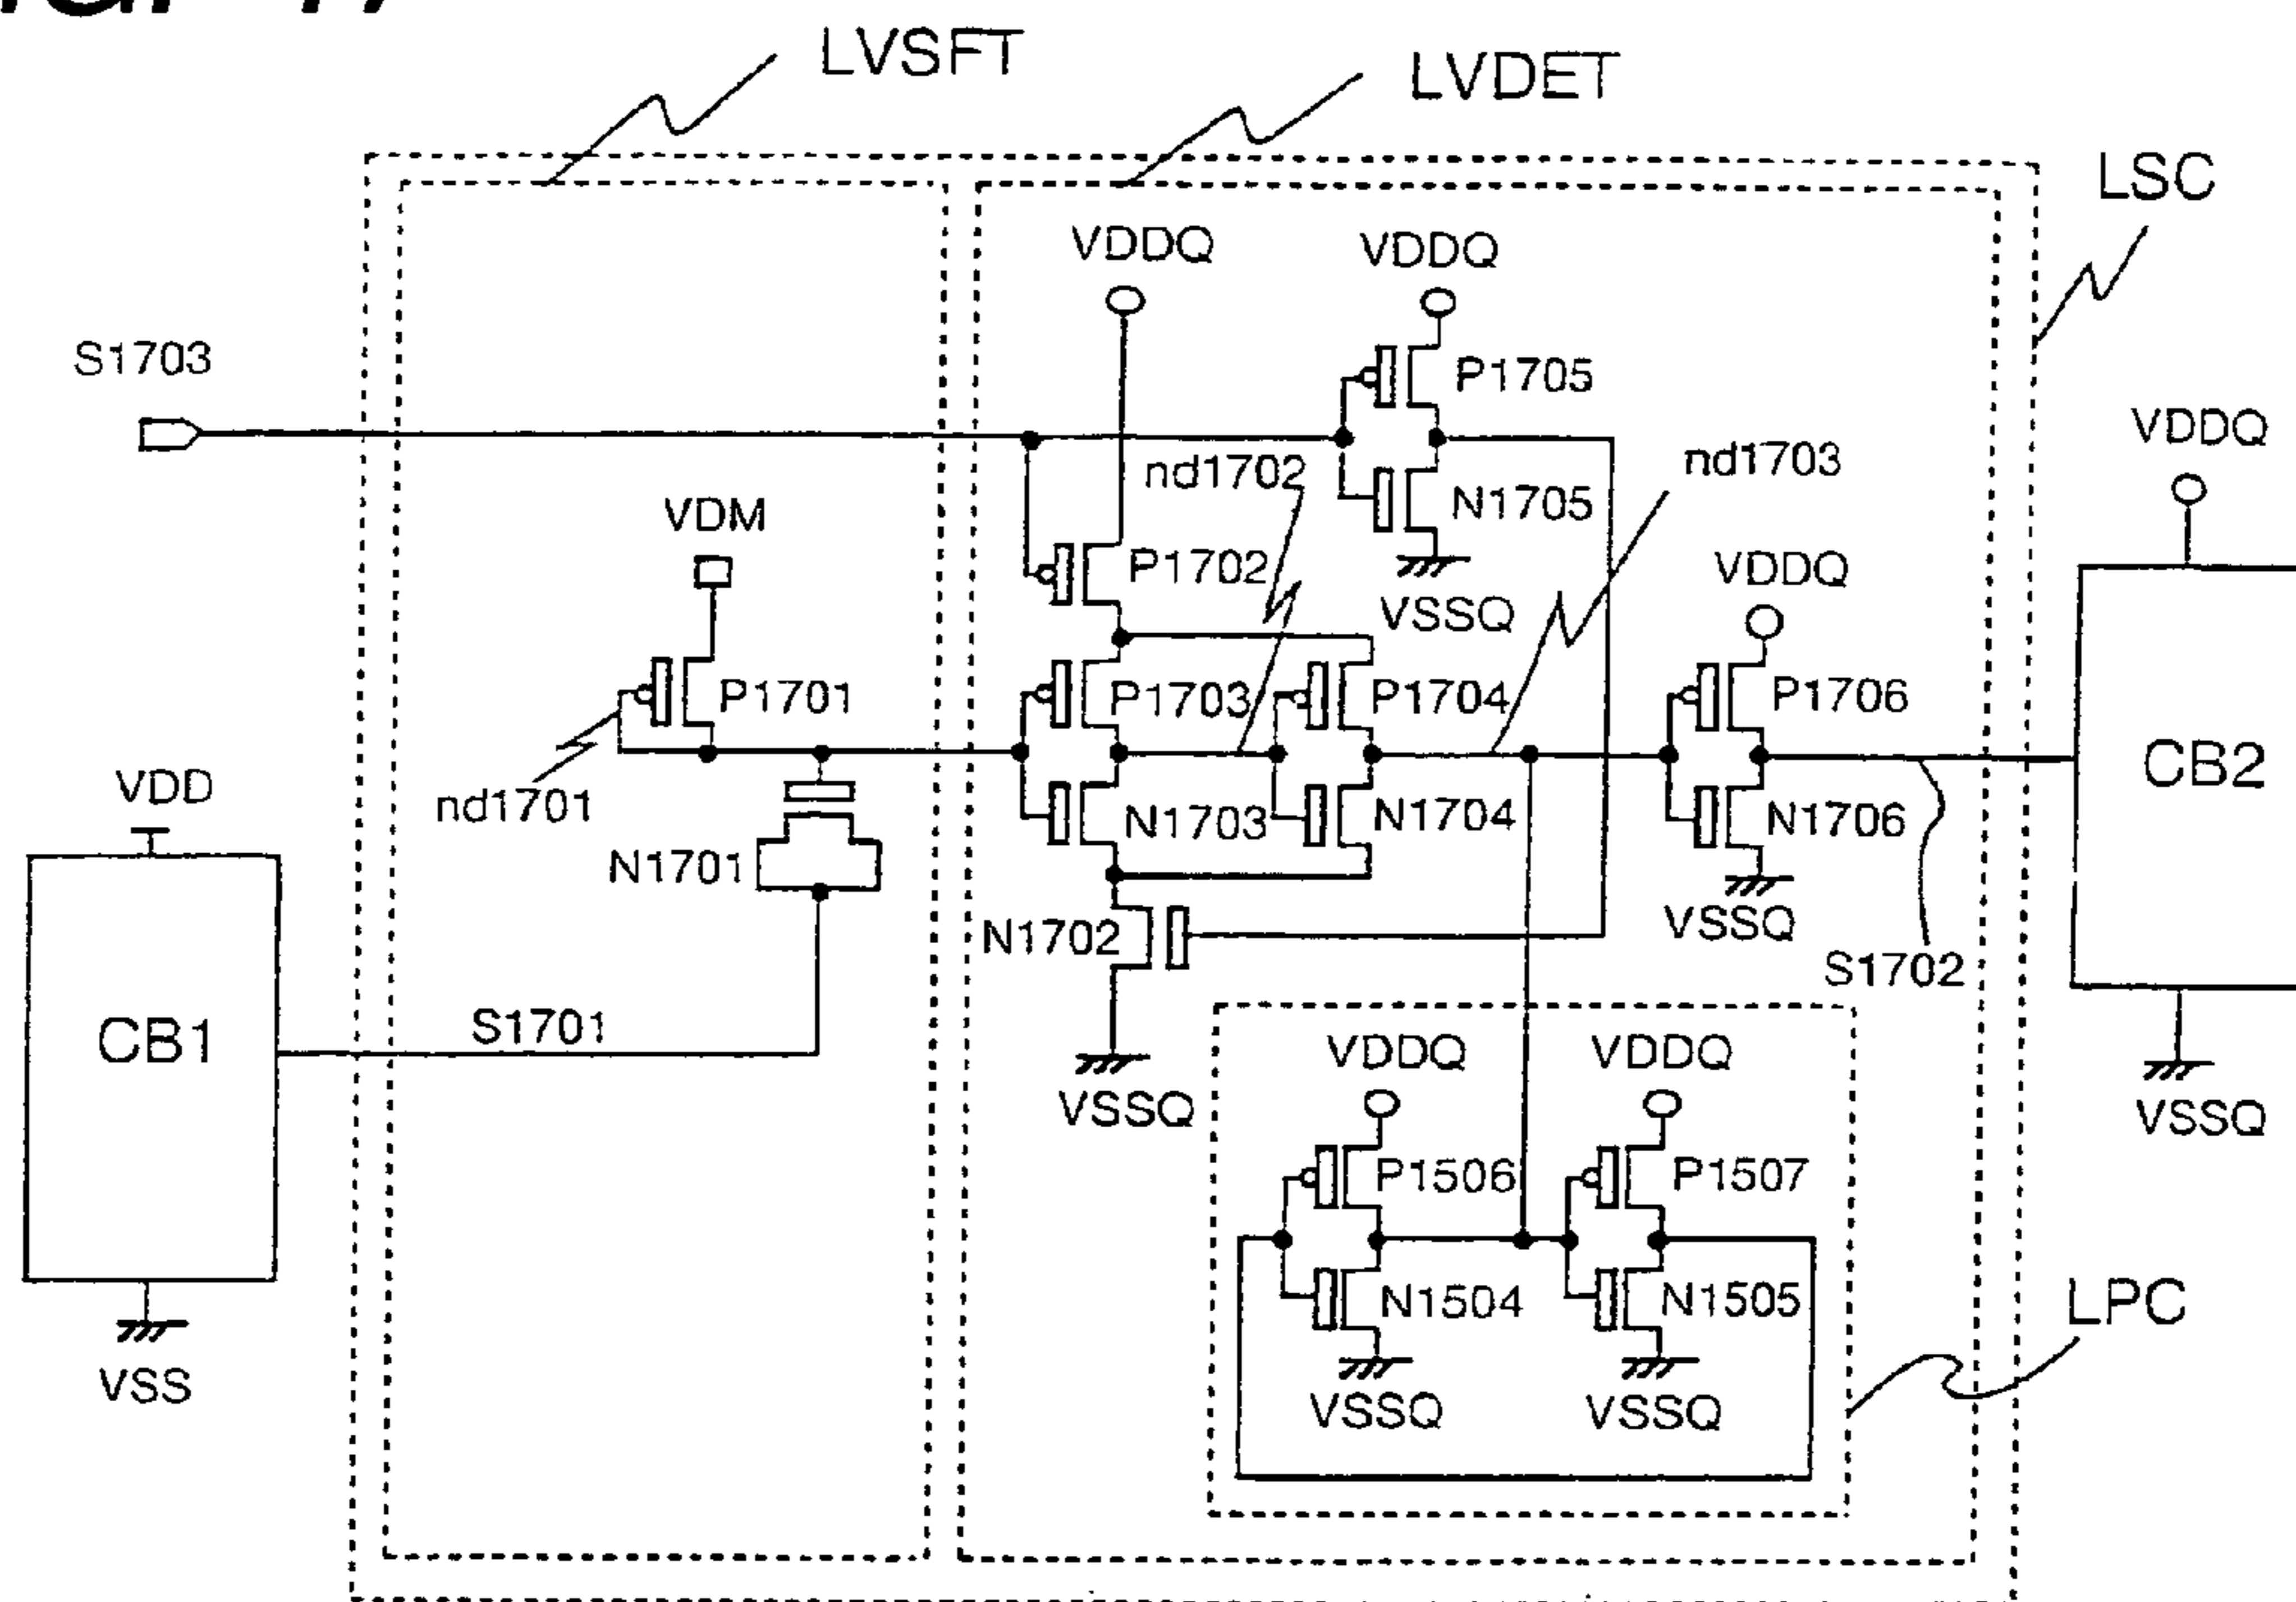 LVSFT
LVDET
LSC
VDDQ
VDDQ
S1703
P1705
VDDQ
nd1702
nd1703
VDM
N1705
P1702
VDDQ
VSSQ
P1701
P1703
P1704
P1706
VDD
nd1701
CB2
N1703
N1704
N1706
N1701
N1702
VSSQ
S1702
CB1
S1701
VDDQ
VDDQ
VSSQ
VSSQ
P1506
P1507
N1504
N1505
LPC
VSS
VSSQ
VSSQ